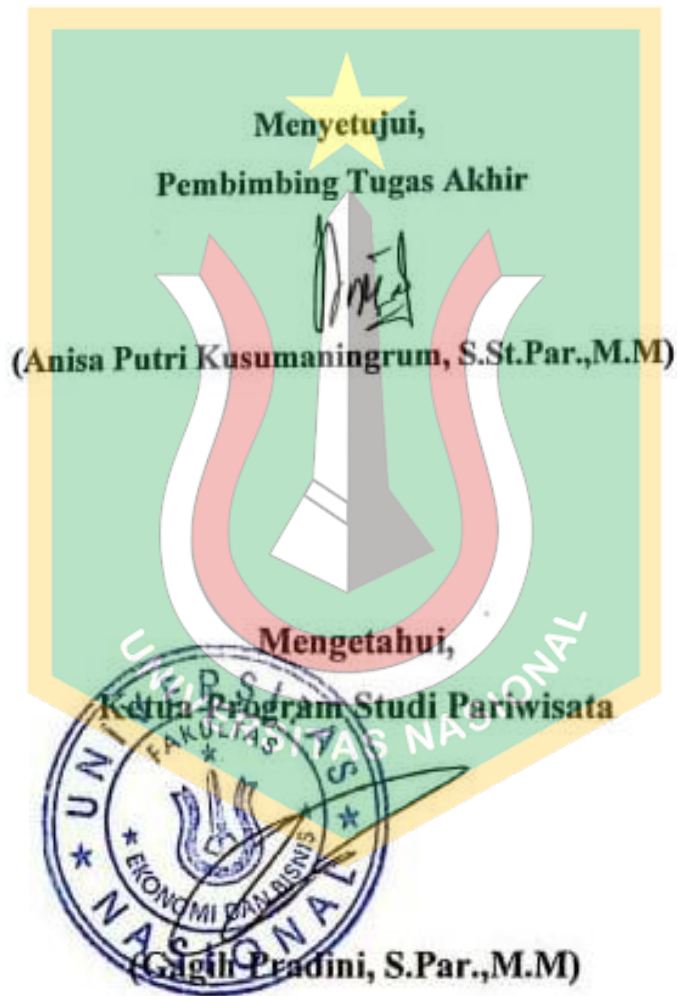 Menyetujui,
Pembimbing Tugas Akhir
(Anisa Putri Kusumaningrum, S.St.Par.,M.M)
Mengetahui,
Ketua Program Studi Pariwisata
UNIVERSITAS NASIONAL
UNIVERSITAS
FAKULTAS
EKONOMI DAN BISNIS
NASIONAL
(Gagih Pradini, S.Par.,M.M)